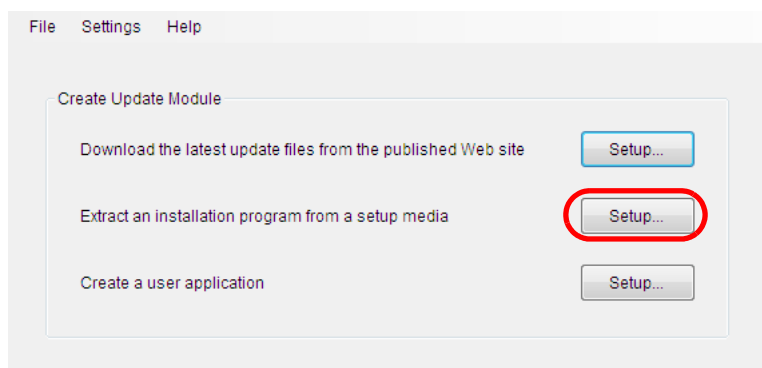 File Settings Help
Create Update Module
Download the latest update files from the published Web site Setup...
Extract an installation program from a setup media Setup...
Create a user application Setup...